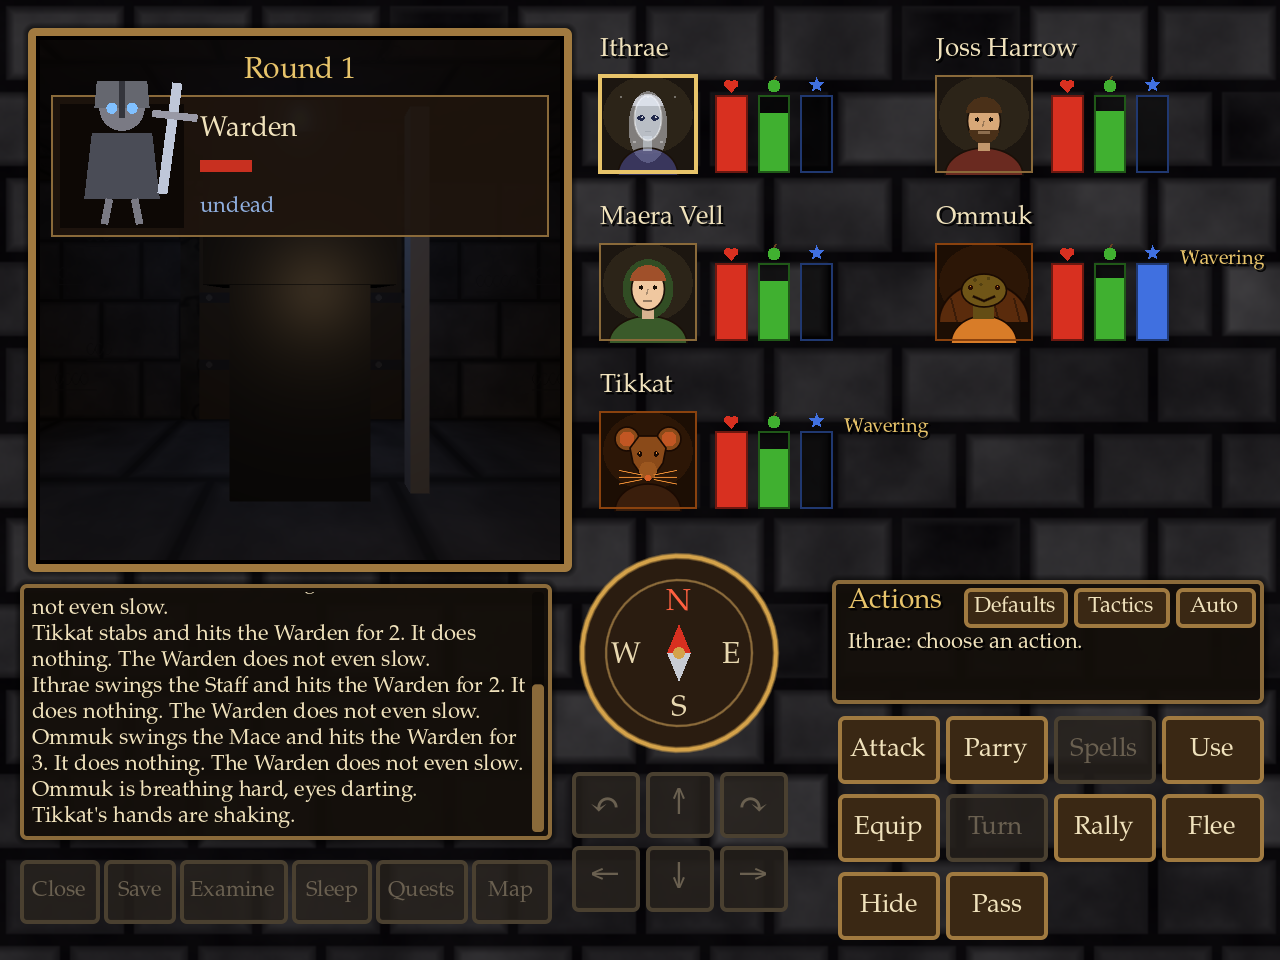 Round 1
Warden
undead
Ithrae
Joss Harrow
Maera Vell
Ommuk
Wavering
Tikkat
Wavering
not even slow.
Tikkat stabs and hits the Warden for 2. It does
nothing. The Warden does not even slow.
Ithrae swings the Staff and hits the Warden for 2. It
does nothing. The Warden does not even slow.
Ommuk swings the Mace and hits the Warden for
3. It does nothing. The Warden does not even slow.
Ommuk is breathing hard, eyes darting.
Tikkat's hands are shaking.
N
W
E
S
Actions
Defaults
Tactics
Auto
Ithrae: choose an action.
Attack
Parry
Spells
Use
Equip
Turn
Rally
Flee
Hide
Pass
Close
Save
Examine
Sleep
Quests
Map